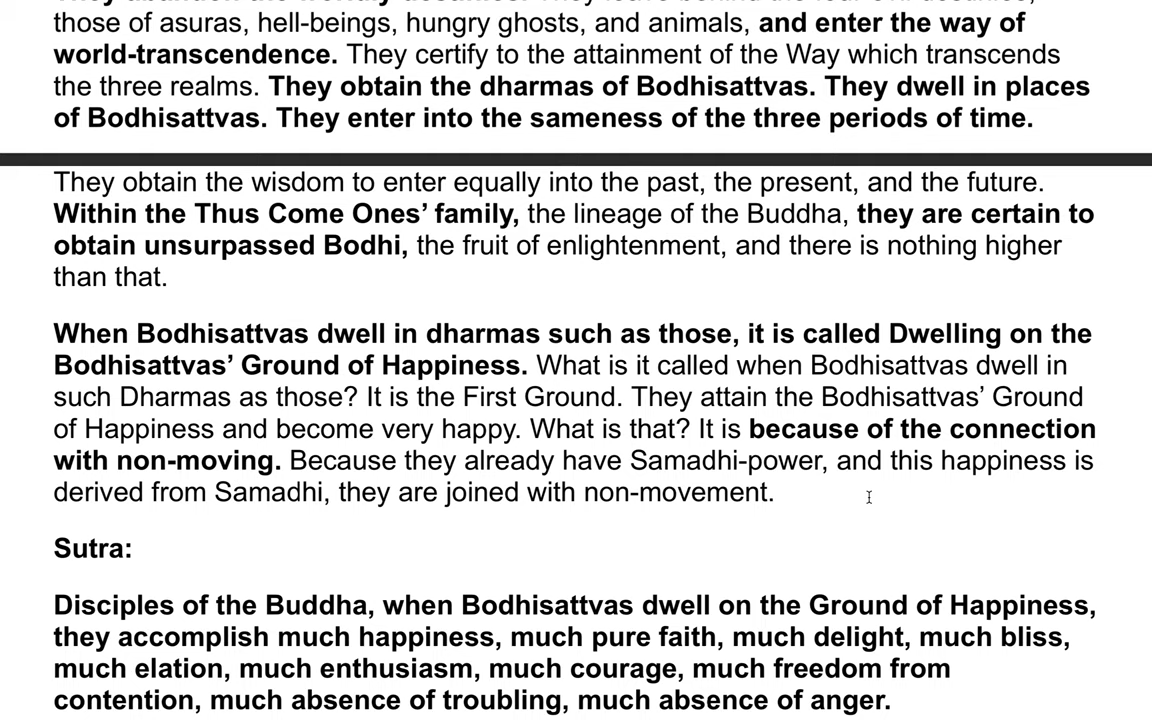 those of asuras, hell-beings, hungry ghosts, and animals, and enter the way of
world-transcendence. They certify to the attainment of the Way which transcends
the three realms. They obtain the dharmas of Bodhisattvas. They dwell in places
of Bodhisattvas. They enter into the sameness of the three periods of time.
They obtain the wisdom to enter equally into the past, the present, and the future.
Within the Thus Come Ones’ family, the lineage of the Buddha, they are certain to
obtain unsurpassed Bodhi, the fruit of enlightenment, and there is nothing higher
than that.
When Bodhisattvas dwell in dharmas such as those, it is called Dwelling on the
Bodhisattvas’ Ground of Happiness. What is it called when Bodhisattvas dwell in
such Dharmas as those? It is the First Ground. They attain the Bodhisattvas’ Ground
of Happiness and become very happy. What is that? It is because of the connection
with non-moving. Because they already have Samadhi-power, and this happiness is
derived from Samadhi, they are joined with non-movement.
Sutra:
Disciples of the Buddha, when Bodhisattvas dwell on the Ground of Happiness,
they accomplish much happiness, much pure faith, much delight, much bliss,
much elation, much enthusiasm, much courage, much freedom from
contention, much absence of troubling, much absence of anger.